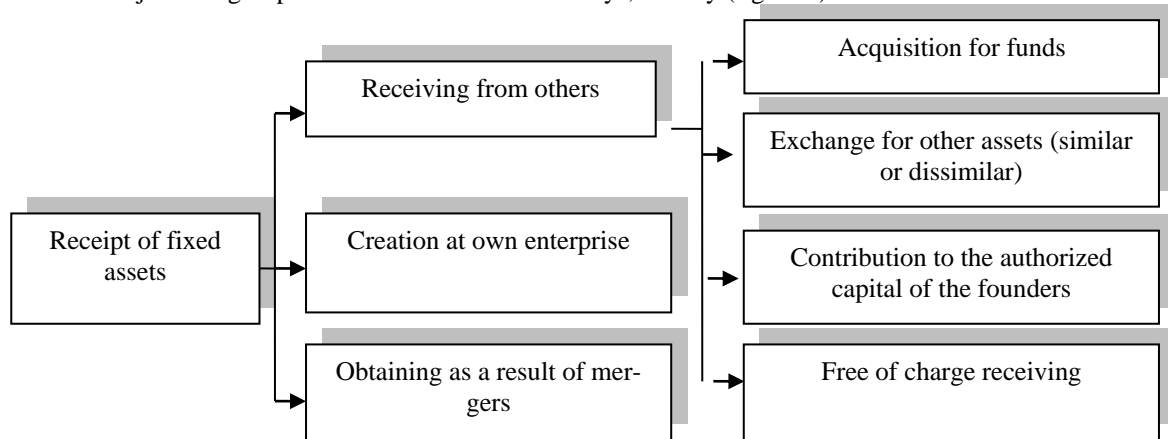 Receiving from others
Acquisition for funds
Exchange for other assets (similar
or dissimilar)
Receipt of fixed
assets
Creation at own enterprise
Contribution to the authorized
capital of the founders
Obtaining as a result of mer-
gers
Free of charge receiving